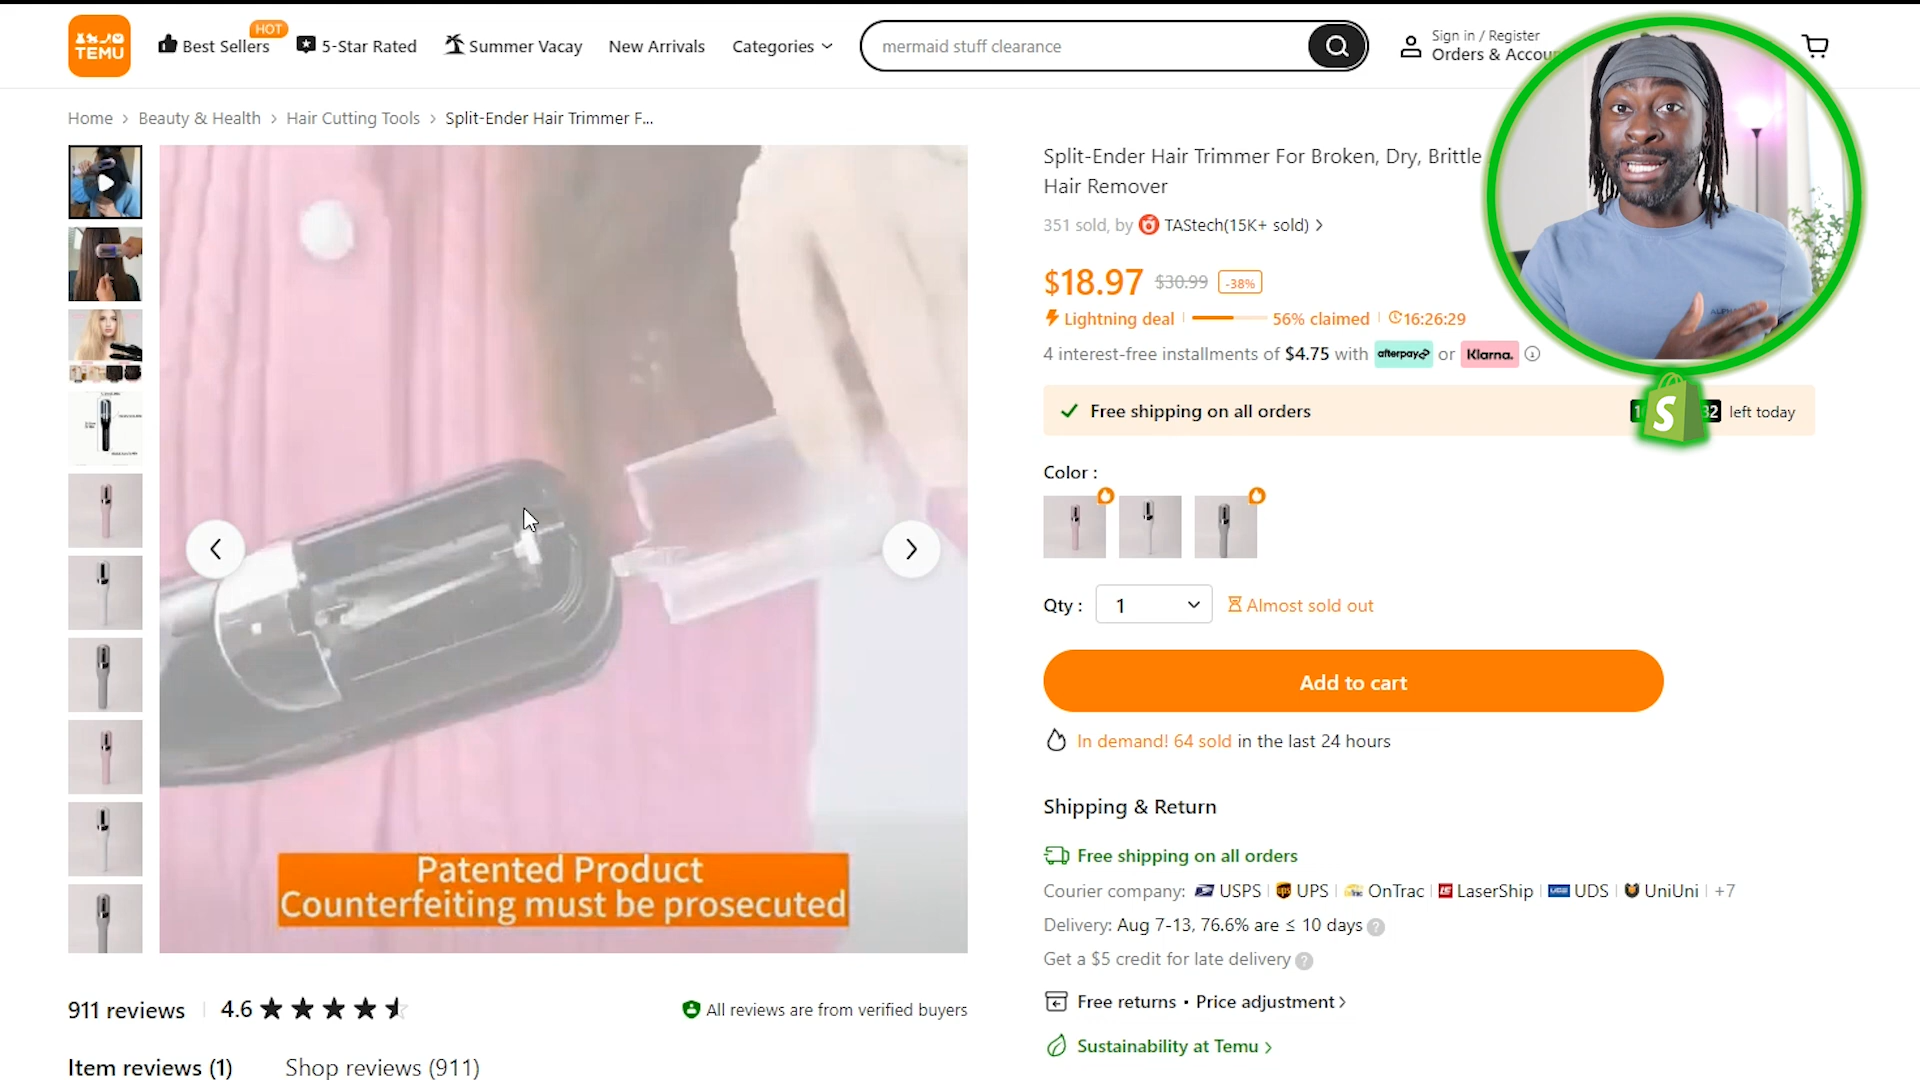 TEMU
Best Sellers
HOT
5-Star Rated
Summer Vacay
New Arrivals
Categories
mermaid stuff clearance
Sign in / Register
Orders & Accou
Home > Beauty & Health > Hair Cutting Tools > Split-Ender Hair Trimmer F...
Split-Ender Hair Trimmer For Broken, Dry, Brittle
Hair Remover
351 sold, by TAStech(15K+ sold) >
$18.97 $30.99 -38%
Lightning deal | 56% claimed | 16:26:29
4 interest-free installments of $4.75 with afterpay or Klarna.
Free shipping on all orders
32 left today
Color :
Qty : 1 Almost sold out
Add to cart
In demand! 64 sold in the last 24 hours
Patented Product
Counterfeiting must be prosecuted
Shipping & Return
Free shipping on all orders
Courier company: USPS | UPS | OnTrac | LaserShip | UDS | UniUni | +7
Delivery: Aug 7-13, 76.6% are ≤ 10 days ?
Get a $5 credit for late delivery ?
Free returns · Price adjustment >
Sustainability at Temu >
911 reviews | 4.6
All reviews are from verified buyers
Item reviews (1)
Shop reviews (911)